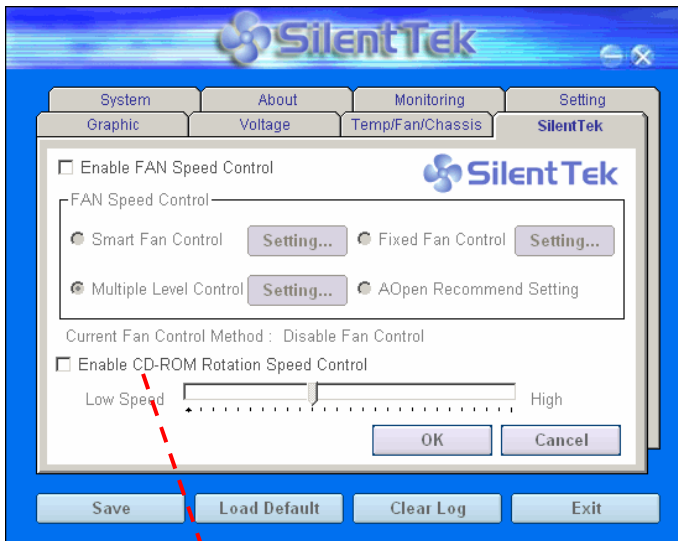 SilentTek
System About Monitoring Setting
Graphic Voltage Temp/Fan/Chassis SilentTek
Enable FAN Speed Control
SilentTek
FAN Speed Control
Smart Fan Control Setting... Fixed Fan Control Setting...
Multiple Level Control Setting... AOpen Recommend Setting
Current Fan Control Method : Disable Fan Control
Enable CD-ROM Rotation Speed Control
Low Speed High
OK Cancel
Save Load Default Clear Log Exit